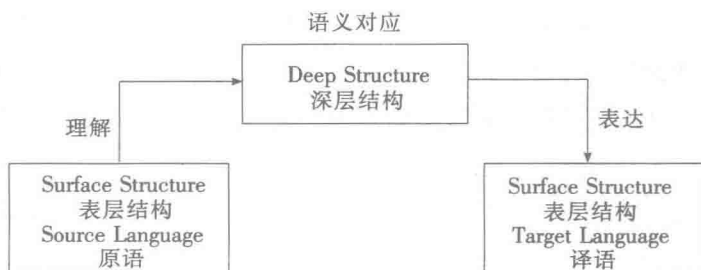 语义对应
Deep Structure
深层结构
理解
表达
Surface Structure
表层结构
Source Language
原语
Surface Structure
表层结构
Target Language
译语